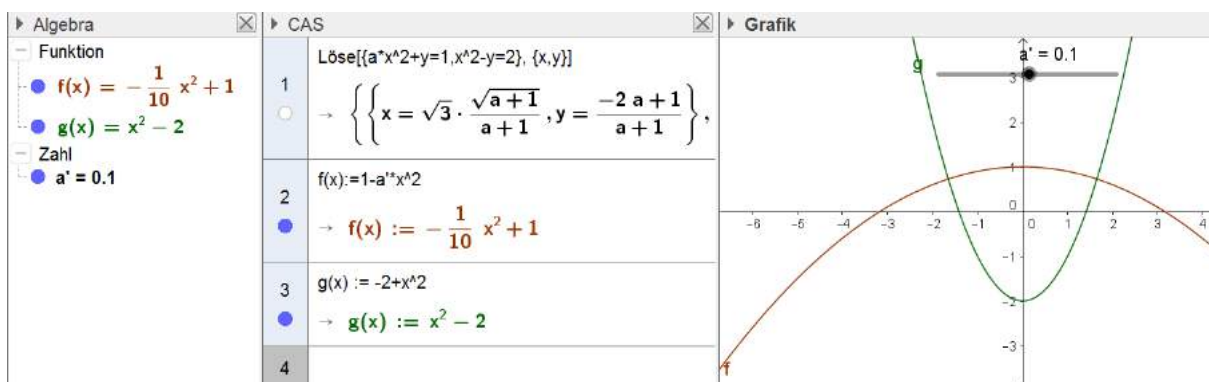 Algebra
Funktion
f(x) = − 1/10 x² + 1
g(x) = x² − 2
Zahl
a' = 0.1
CAS
1
Löse[{a*x^2+y=1,x^2-y=2}, {x,y}]
→ { { x = √3 · √(a + 1)/(a + 1) , y = (−2 a + 1)/(a + 1) } ,
2
f(x):=1-a'*x^2
→ f(x) := − 1/10 x² + 1
3
g(x) := -2+x^2
→ g(x) := x² − 2
4
Grafik
g
a' = 0.1
3
2
1
0
−6 −5 −4 −3 −2 −1 0 1 2 3 4
−1
−2
−3
f